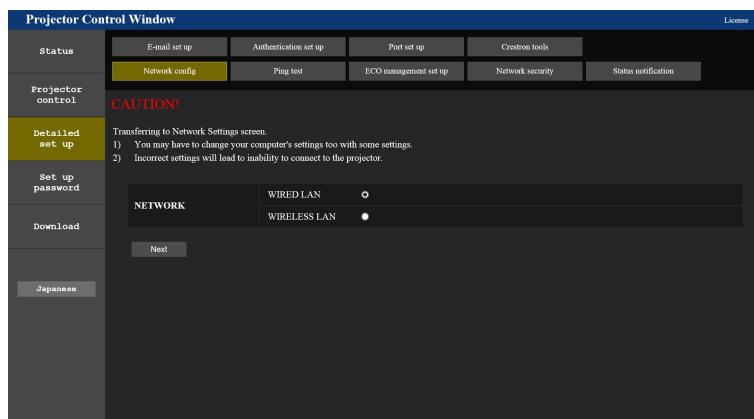 Projector Control Window
License
Status
Projector
control
Detailed
set up
Set up
password
Download
Japanese
E-mail set up
Authentication set up
Port set up
Crestron tools
Network config
Ping test
ECO management set up
Network security
Status notification
CAUTION!
Transferring to Network Settings screen.
1) You may have to change your computer's settings too with some settings.
2) Incorrect settings will lead to inability to connect to the projector.
NETWORK
WIRED LAN
WIRELESS LAN
Next